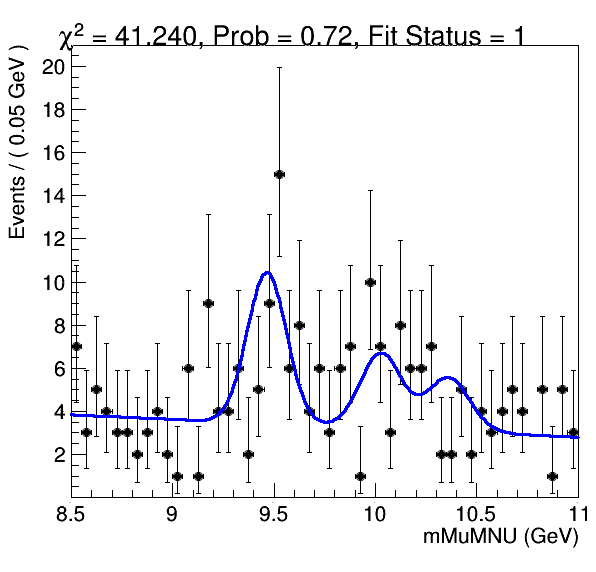 χ² = 41.240, Prob = 0.72, Fit Status = 1
Events / ( 0.05 GeV )
20
18
16
14
12
10
8
6
4
2
8.5 9 9.5 10 10.5 11
mMuMNU (GeV)